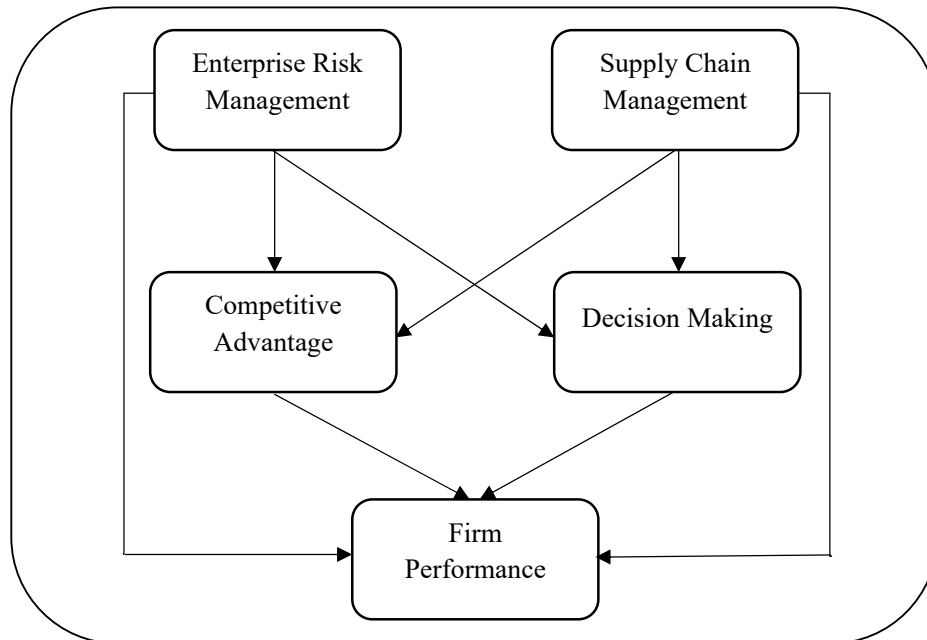 Enterprise Risk
Management
Supply Chain
Management
Competitive
Advantage
Decision Making
Firm
Performance